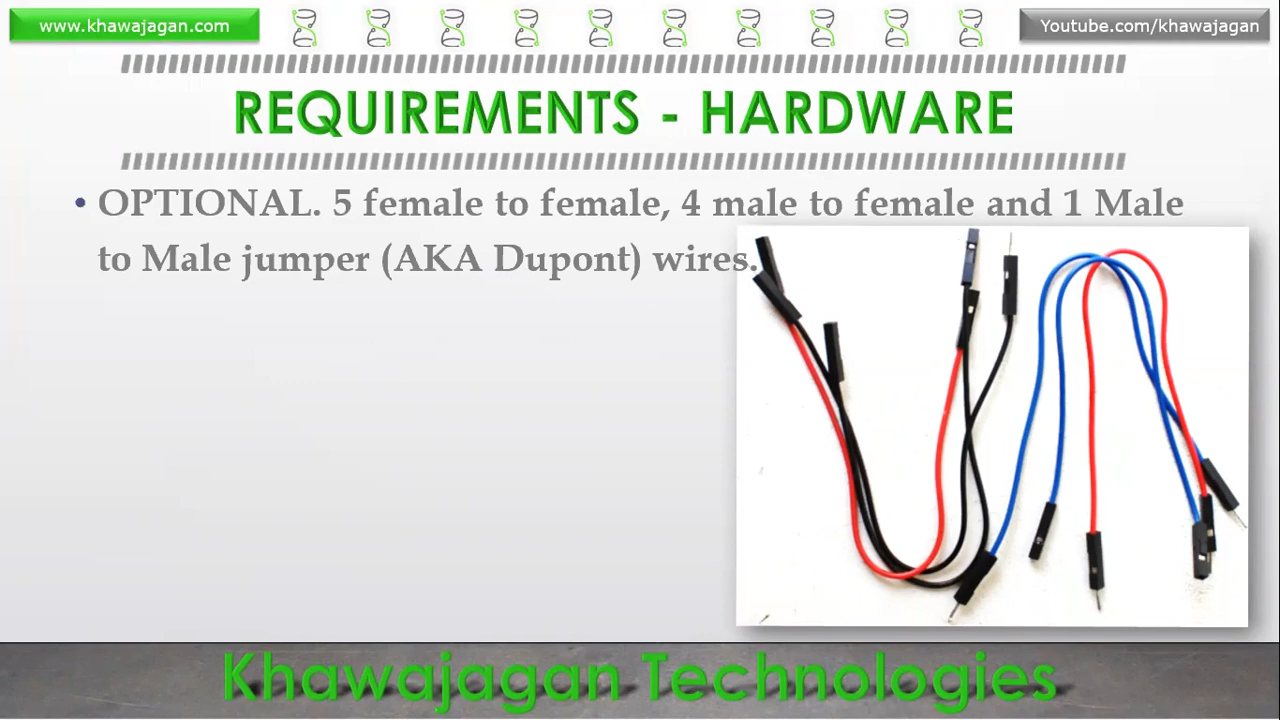 www.khawajagan.com
Youtube.com/khawajagan
REQUIREMENTS - HARDWARE
• OPTIONAL. 5 female to female, 4 male to female and 1 Male
to Male jumper (AKA Dupont) wires.
Khawajagan Technologies